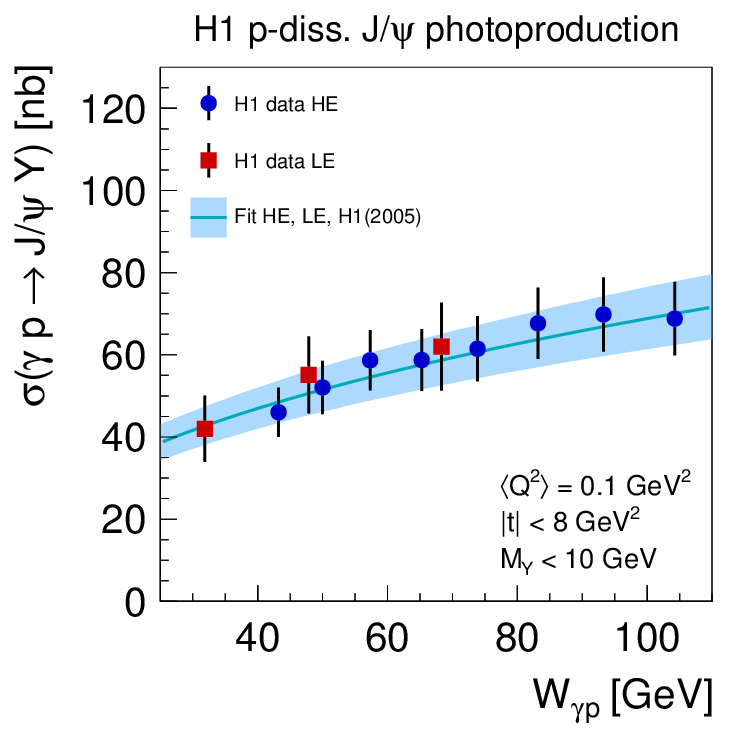 H1 p-diss. J/ψ photoproduction
σ(γ p → J/ψ Y) [nb]
120
100
80
60
40
20
0
H1 data HE
H1 data LE
Fit HE, LE, H1(2005)
⟨Q²⟩ = 0.1 GeV²
|t| < 8 GeV²
M_Y < 10 GeV
40 60 80 100
W_γp [GeV]